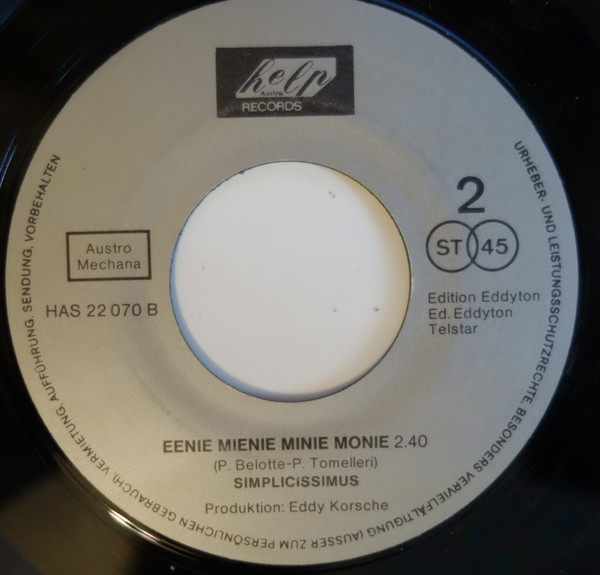 help
Austria
RECORDS
2
ST 45
Austro
Mechana
HAS 22 070 B
Edition Eddyton
Ed. Eddyton
Telstar
EENIE MIENIE MINIE MONIE 2.40
(P. Belotte-P. Tomelleri)
SIMPLICiSSIMUS
Produktion: Eddy Korsche
URHEBER- UND LEISTUNGSSCHUTZRECHTE, BESONDERS VERVIELFÄLTIGUNG (AUSSER ZUM PERSÖNLICHEN GEBRAUCH), VERMIETUNG, AUFFÜHRUNG, SENDUNG, VORBEHALTEN